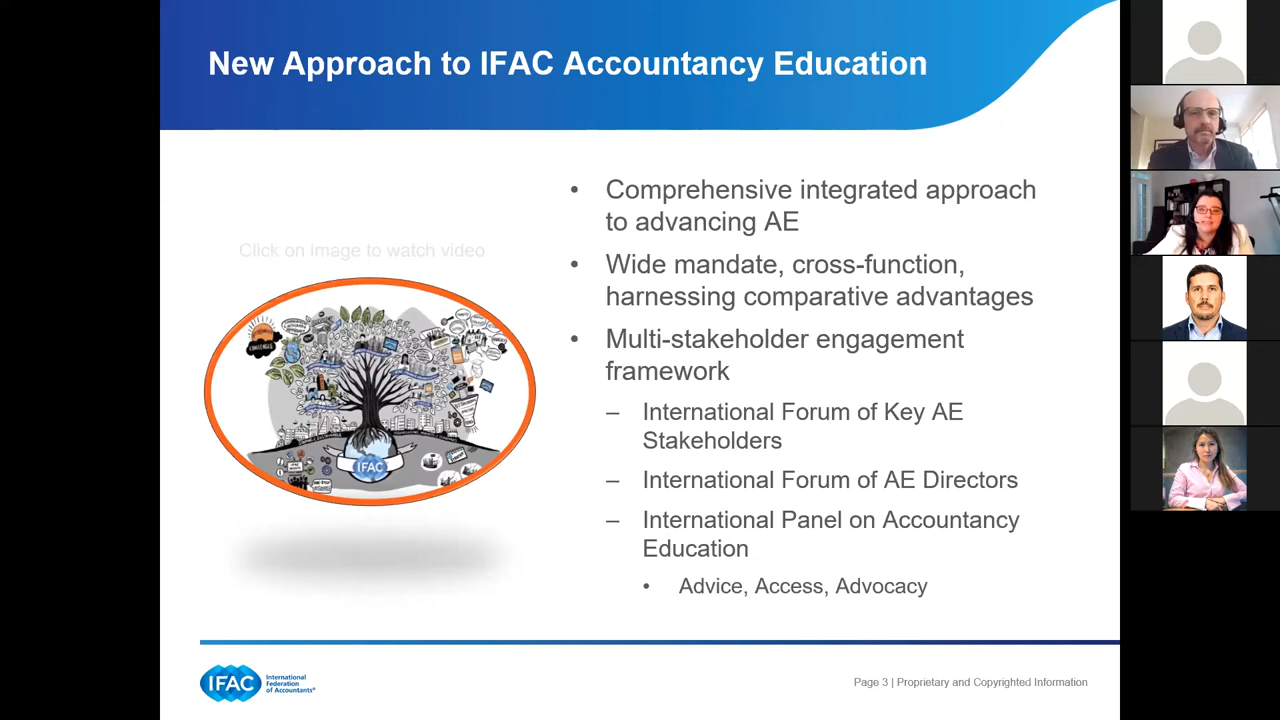 New Approach to IFAC Accountancy Education
Click on image to watch video
IFAC
• Comprehensive integrated approach
to advancing AE
• Wide mandate, cross-function,
harnessing comparative advantages
• Multi-stakeholder engagement
framework
– International Forum of Key AE
Stakeholders
– International Forum of AE Directors
– International Panel on Accountancy
Education
• Advice, Access, Advocacy
IFAC
International
Federation
of Accountants®
Page 3 | Proprietary and Copyrighted Information